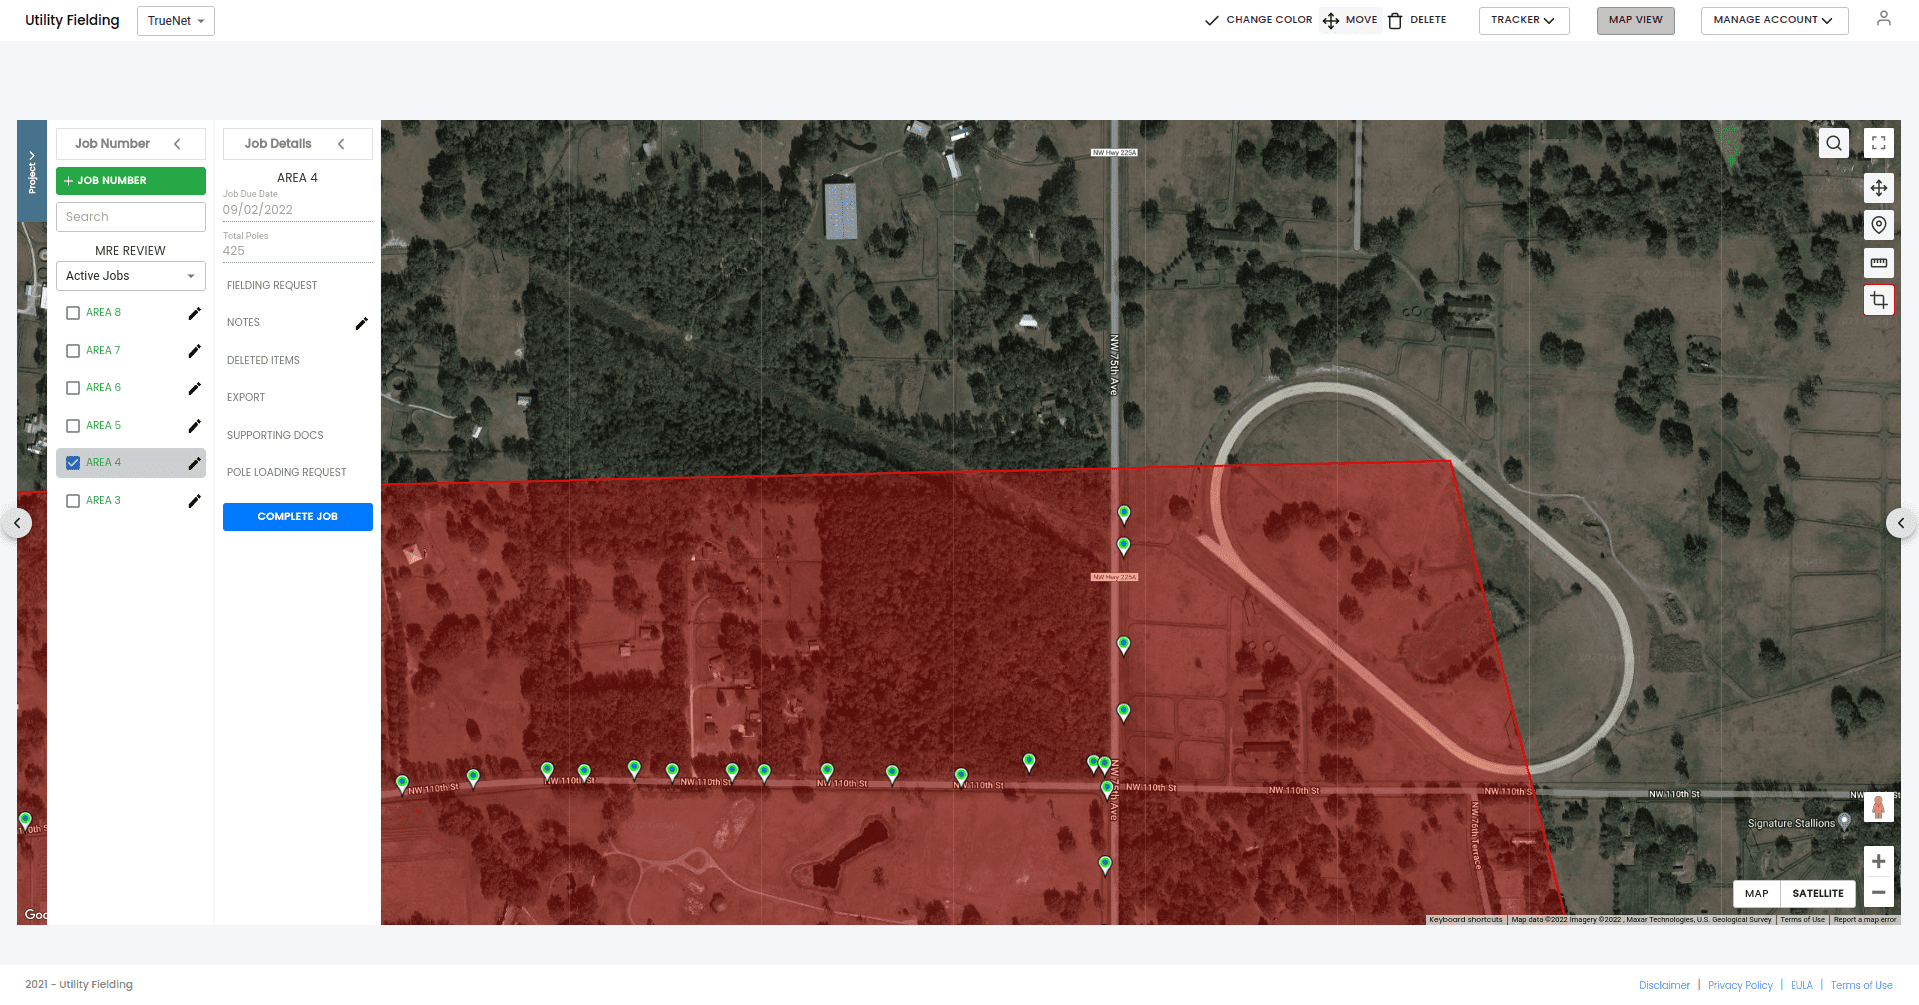 Utility Fielding
TrueNet
CHANGE COLOR
MOVE
DELETE
TRACKER
MAP VIEW
MANAGE ACCOUNT
Project
Job Number
+ JOB NUMBER
Search
MRE REVIEW
Active Jobs
AREA 8
AREA 7
AREA 6
AREA 5
AREA 4
AREA 3
Job Details
AREA 4
Job Due Date
09/02/2022
Total Poles
425
FIELDING REQUEST
NOTES
DELETED ITEMS
EXPORT
SUPPORTING DOCS
POLE LOADING REQUEST
COMPLETE JOB
NW Hwy 225A
NW 75th Ave
NW Hwy 225A
NW 110th St
NW 110th St
NW 110th St
NW 110th St
NW 110th St
NW 75th Ave
NW 110th St
NW 110th St
NW 110th S
NW 110th St
NW 76th Terrace
Signature Stallions
Goo
MAP
SATELLITE
Keyboard shortcuts
Map data ©2022 Imagery ©2022 , Maxar Technologies, U.S. Geological Survey
Terms of Use
Report a map error
2021 - Utility Fielding
Disclaimer | Privacy Policy | EULA | Terms of Use